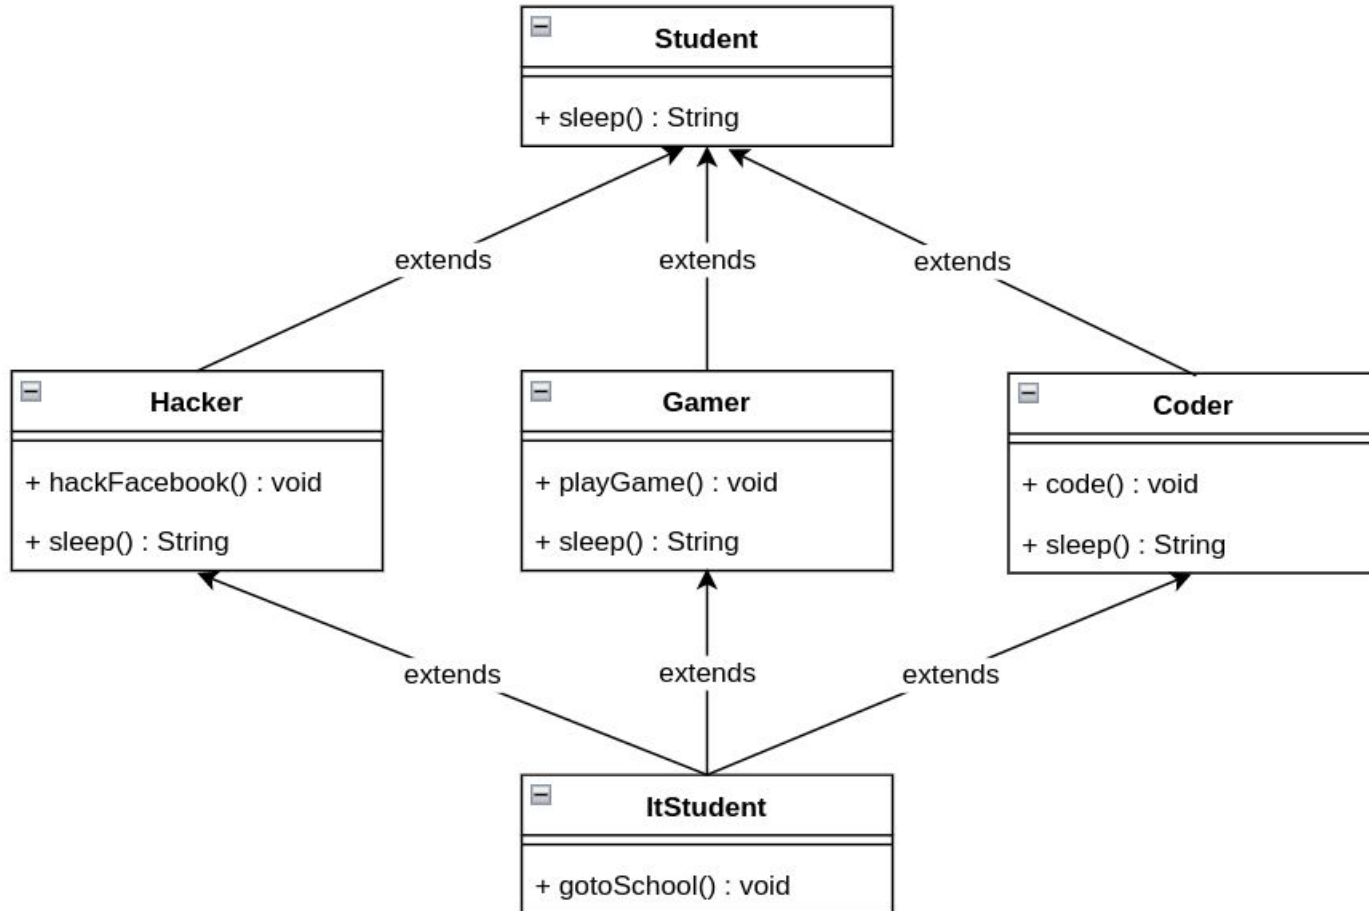 Student
+ sleep() : String
extends
extends
extends
Hacker
+ hackFacebook() : void
+ sleep() : String
Gamer
+ playGame() : void
+ sleep() : String
Coder
+ code() : void
+ sleep() : String
extends
extends
extends
ItStudent
+ gotoSchool() : void